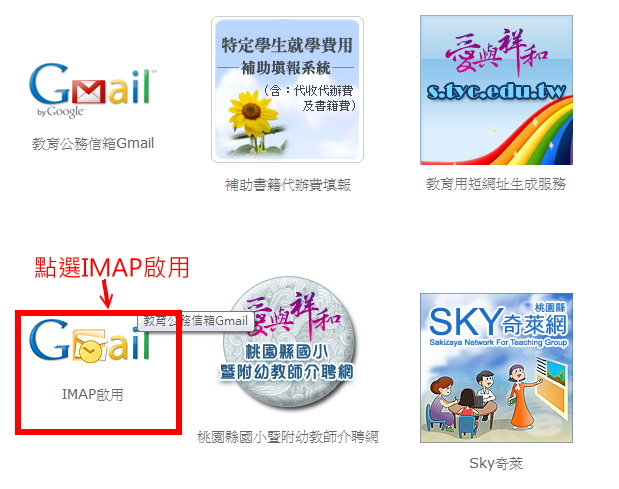 Gmail™
by Google™
教育公務信箱Gmail
特定學生就學費用
補助填報系統
(含：代收代辦費
及書籍費)
補助書籍代辦費填報
愛與祥和
s.tyc.edu.tw
教育用短網址生成服務
點選IMAP啟用
Gmail
教育公務信箱Gmail
IMAP啟用
愛與祥和
桃園縣國小
暨附幼教師介聘網
桃園縣國小暨附幼教師介聘網
桃園縣
SKY奇萊網
Sakizaya Network For Teaching Group
Sky奇萊